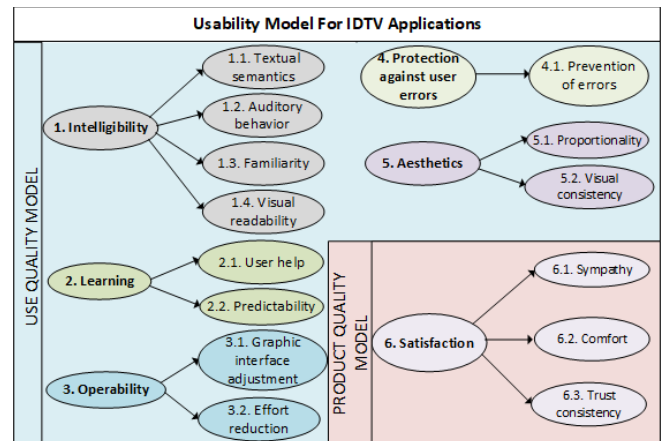 Usability Model For IDTV Applications
USE QUALITY MODEL
1. Intelligibility
1.1. Textual
semantics
1.2. Auditory
behavior
1.3. Familiarity
1.4. Visual
readability
2. Learning
2.1. User help
2.2. Predictability
3. Operability
3.1. Graphic
interface
adjustment
3.2. Effort
reduction
4. Protection
against user
errors
4.1. Prevention
of errors
5. Aesthetics
5.1. Proportionality
5.2. Visual
consistency
PRODUCT QUALITY
MODEL
6. Satisfaction
6.1. Sympathy
6.2. Comfort
6.3. Trust
consistency